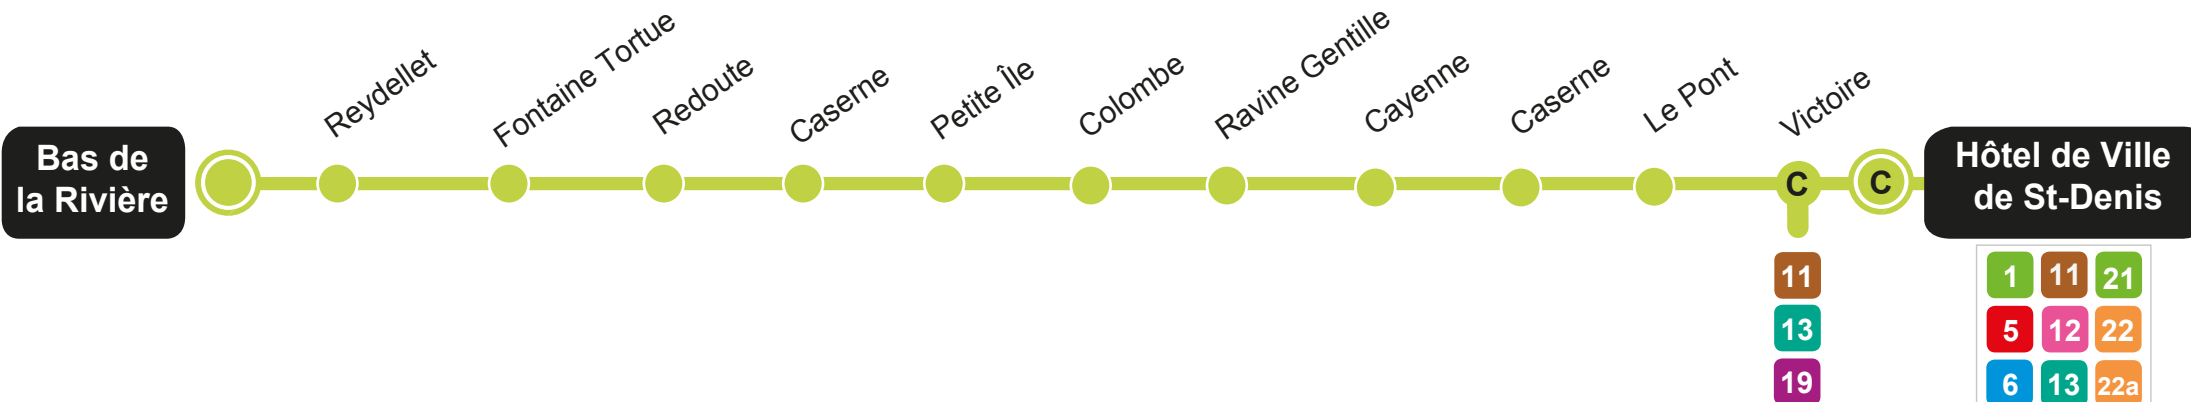 Bas de
la Rivière
Reydellet
Fontaine Tortue
Redoute
Caserne
Petite Île
Colombe
Ravine Gentille
Cayenne
Caserne
Le Pont
Victoire
C
C
Hôtel de Ville
de St-Denis
11
13
19
1 11 21
5 12 22
6 13 22a